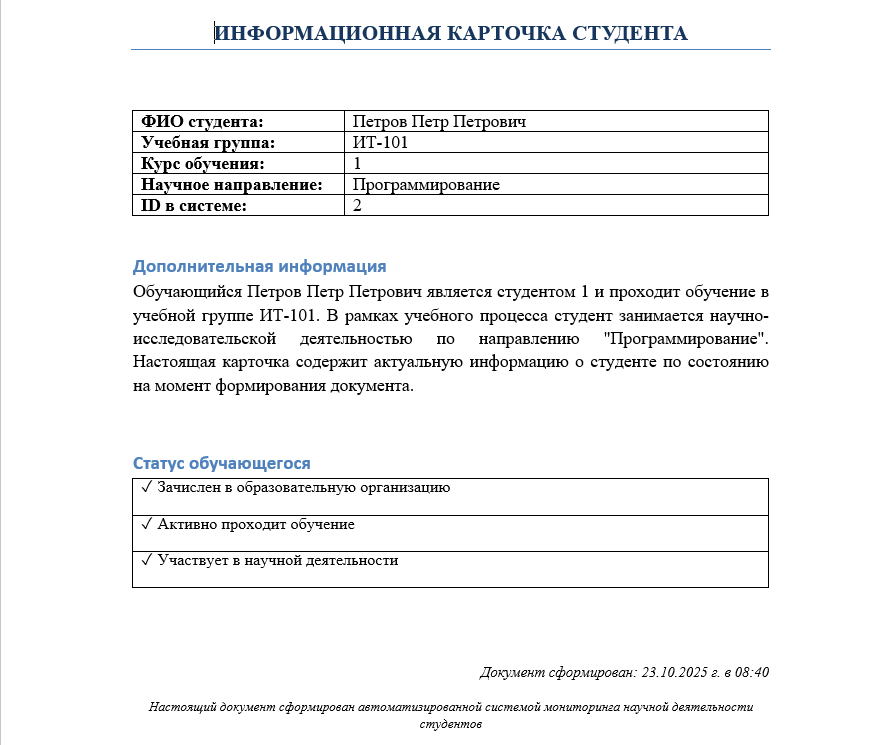 ИНФОРМАЦИОННАЯ КАРТОЧКА СТУДЕНТА
ФИО студента: Петров Петр Петрович
Учебная группа: ИТ-101
Курс обучения: 1
Научное направление: Программирование
ID в системе: 2
Дополнительная информация
Обучающийся Петров Петр Петрович является студентом 1 и проходит обучение в
учебной группе ИТ-101. В рамках учебного процесса студент занимается научно-
исследовательской деятельностью по направлению "Программирование".
Настоящая карточка содержит актуальную информацию о студенте по состоянию
на момент формирования документа.
Статус обучающегося
✓ Зачислен в образовательную организацию
✓ Активно проходит обучение
✓ Участвует в научной деятельности
Документ сформирован: 23.10.2025 г. в 08:40
Настоящий документ сформирован автоматизированной системой мониторинга научной деятельности
студентов